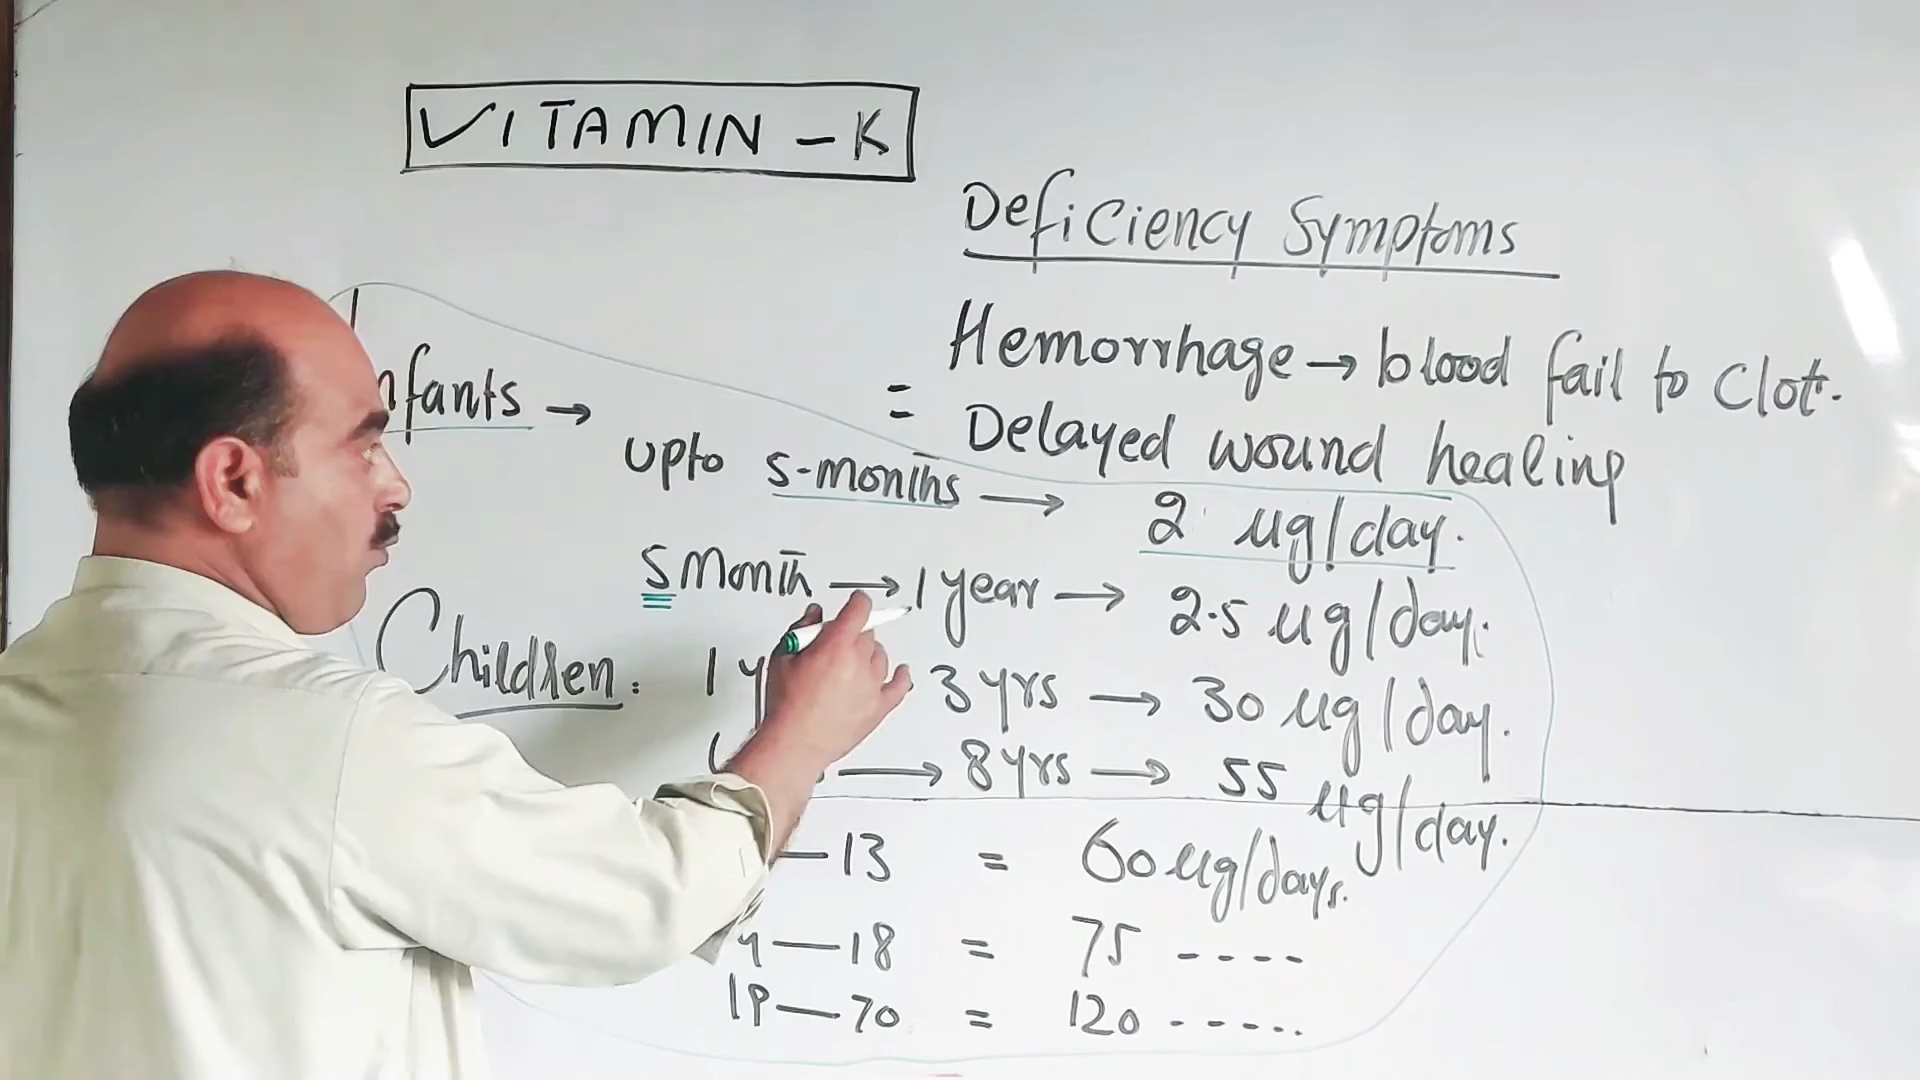 VITAMIN - K
Deficiency Symptoms
Hemorrhage → blood fail to Clot.
= Delayed wound healing
nfants →
upto 5-months → 2 ug/day.
5 Month → 1 year → 2.5 ug/day.
Children: 1 y 3 yrs → 30 ug/day.
→ 8 yrs → 55 ug/day.
—13 = 60 ug/days.
—18 = 75 ----
19—70 = 120 -----